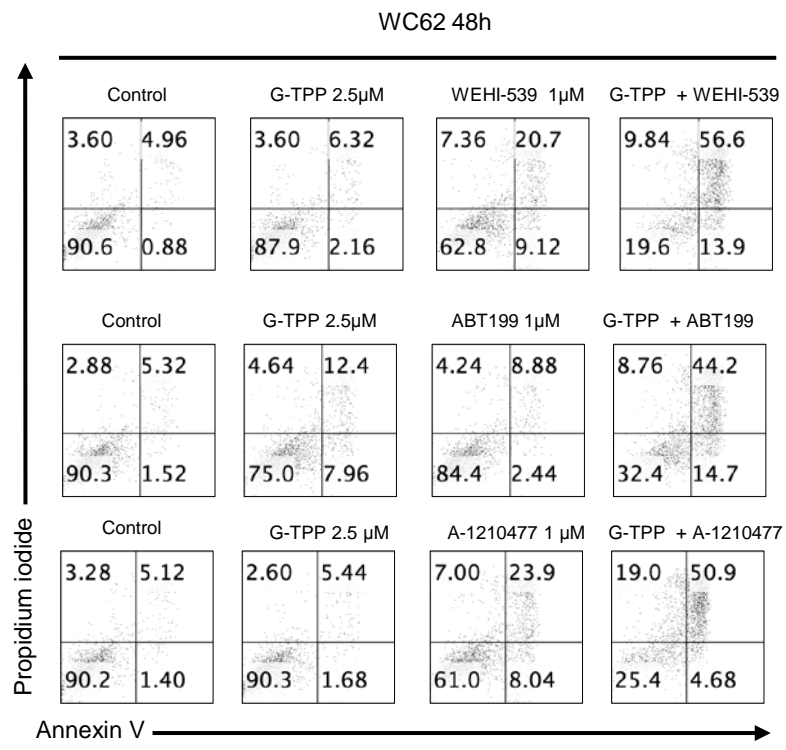 WC62 48h
Control G-TPP 2.5µM WEHI-539 1µM G-TPP + WEHI-539
3.60 4.96 3.60 6.32 7.36 20.7 9.84 56.6
90.6 0.88 87.9 2.16 62.8 9.12 19.6 13.9
Control G-TPP 2.5µM ABT199 1µM G-TPP + ABT199
2.88 5.32 4.64 12.4 4.24 8.88 8.76 44.2
90.3 1.52 75.0 7.96 84.4 2.44 32.4 14.7
Control G-TPP 2.5 µM A-1210477 1 µM G-TPP + A-1210477
3.28 5.12 2.60 5.44 7.00 23.9 19.0 50.9
90.2 1.40 90.3 1.68 61.0 8.04 25.4 4.68
Propidium iodide
Annexin V